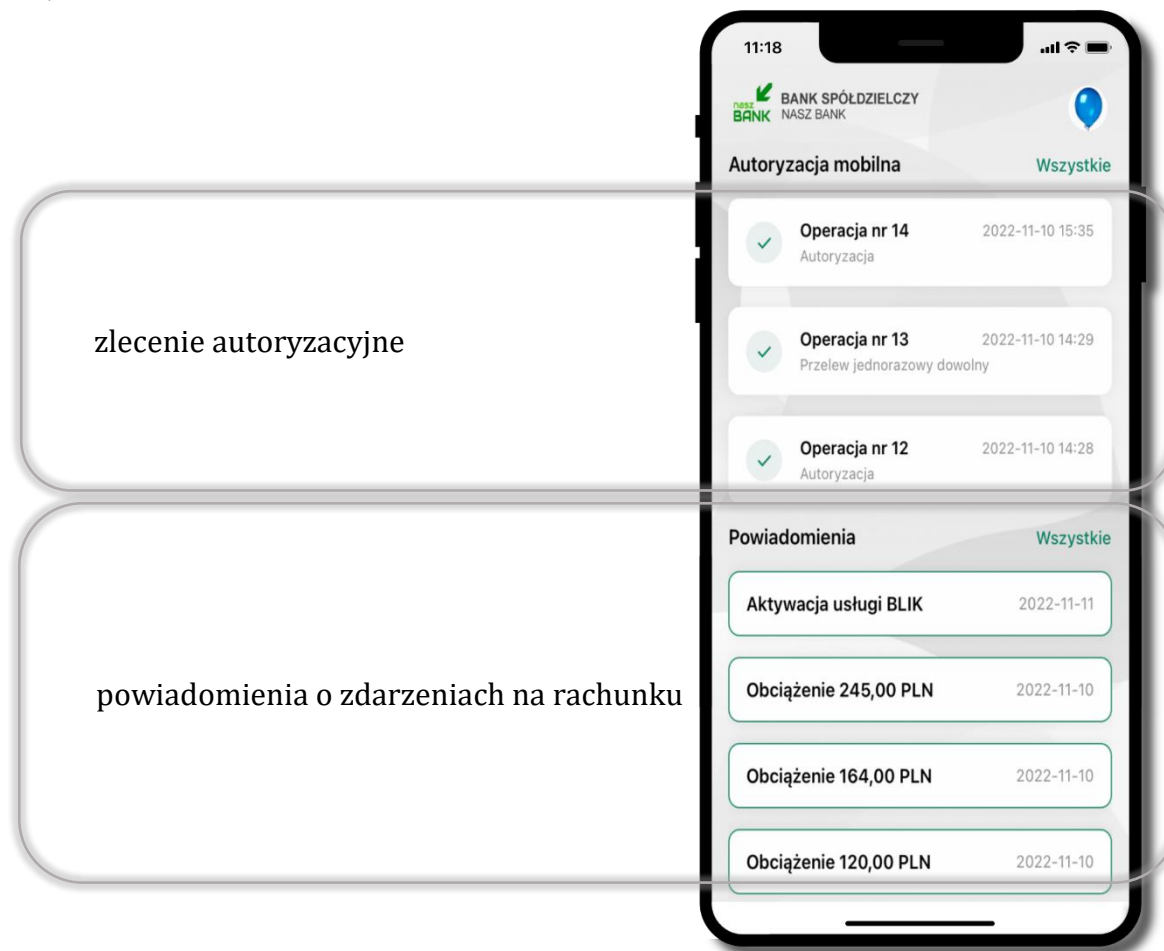 11:18
nasz BANK
BANK SPÓŁDZIELCZY
NASZ BANK
Autoryzacja mobilna Wszystkie
Operacja nr 14 2022-11-10 15:35
Autoryzacja
zlecenie autoryzacyjne
Operacja nr 13 2022-11-10 14:29
Przelew jednorazowy dowolny
Operacja nr 12 2022-11-10 14:28
Autoryzacja
Powiadomienia Wszystkie
Aktywacja usługi BLIK 2022-11-11
powiadomienia o zdarzeniach na rachunku
Obciążenie 245,00 PLN 2022-11-10
Obciążenie 164,00 PLN 2022-11-10
Obciążenie 120,00 PLN 2022-11-10